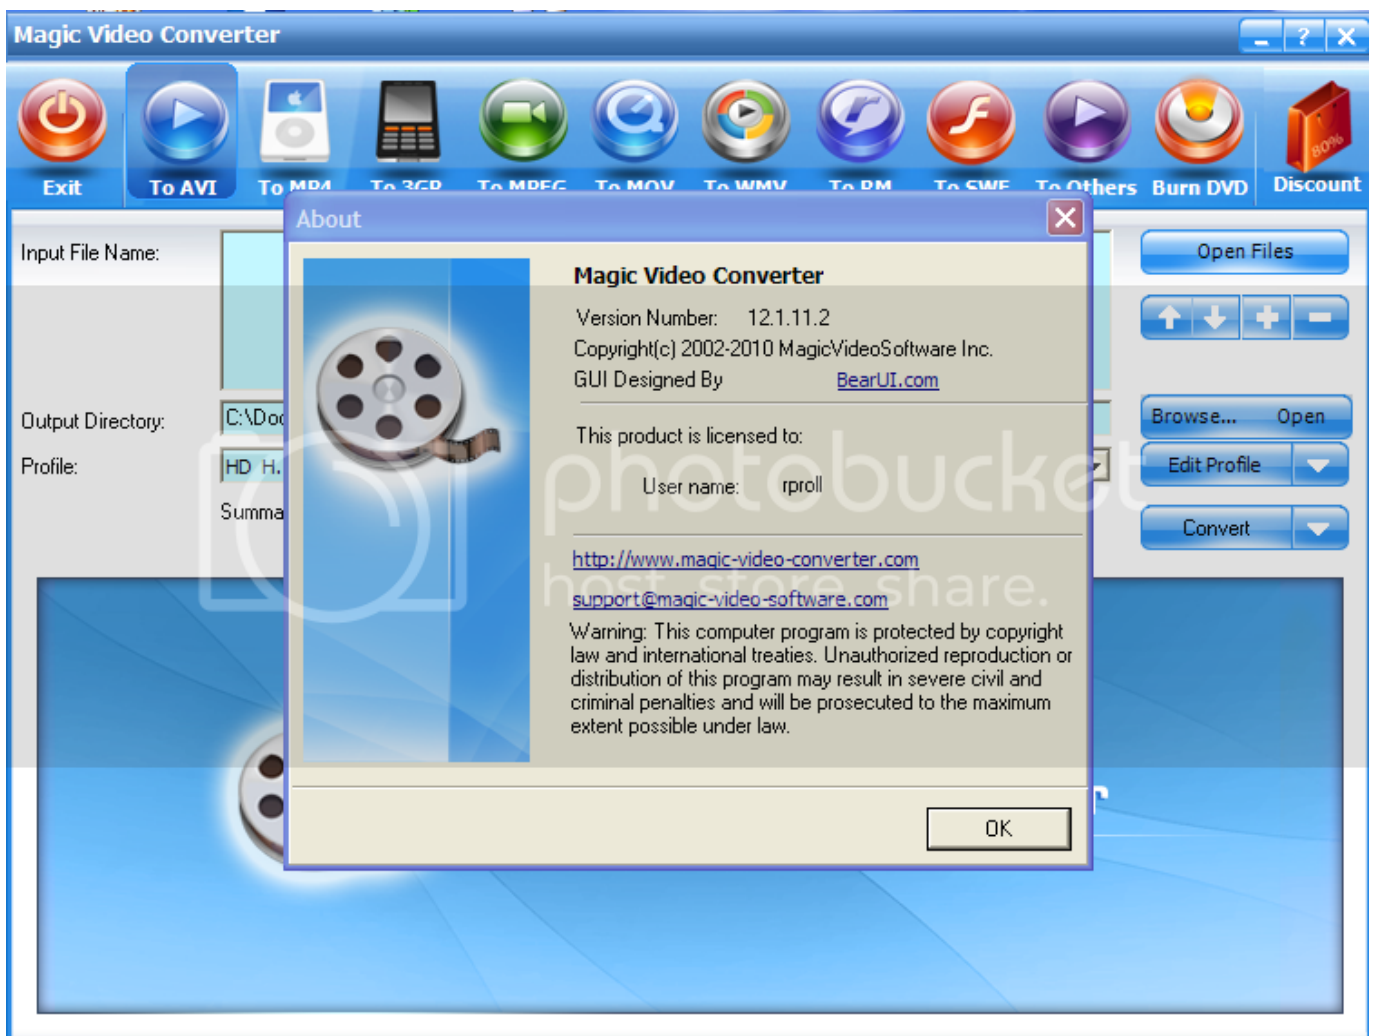 Magic Video Converter
?
80%
Exit
To AVI
To MP4
To 3GP
To MPEG
To MOV
To WMV
To RM
To SWF
To Others
Burn DVD
Discount
About
Input File Name:
Open Files
Magic Video Converter
Version Number: 12.1.11.2
Copyright(c) 2002-2010 MagicVideoSoftware Inc.
GUI Designed By BearUI.com
Output Directory:
C:\Doc
Browse... Open
This product is licensed to:
Profile:
HD H.
Edit Profile
User name: rproll
Summa
Convert
photobucket
host. store. share.
http://www.magic-video-converter.com
support@magic-video-software.com
Warning: This computer program is protected by copyright
law and international treaties. Unauthorized reproduction or
distribution of this program may result in severe civil and
criminal penalties and will be prosecuted to the maximum
extent possible under law.
r
OK